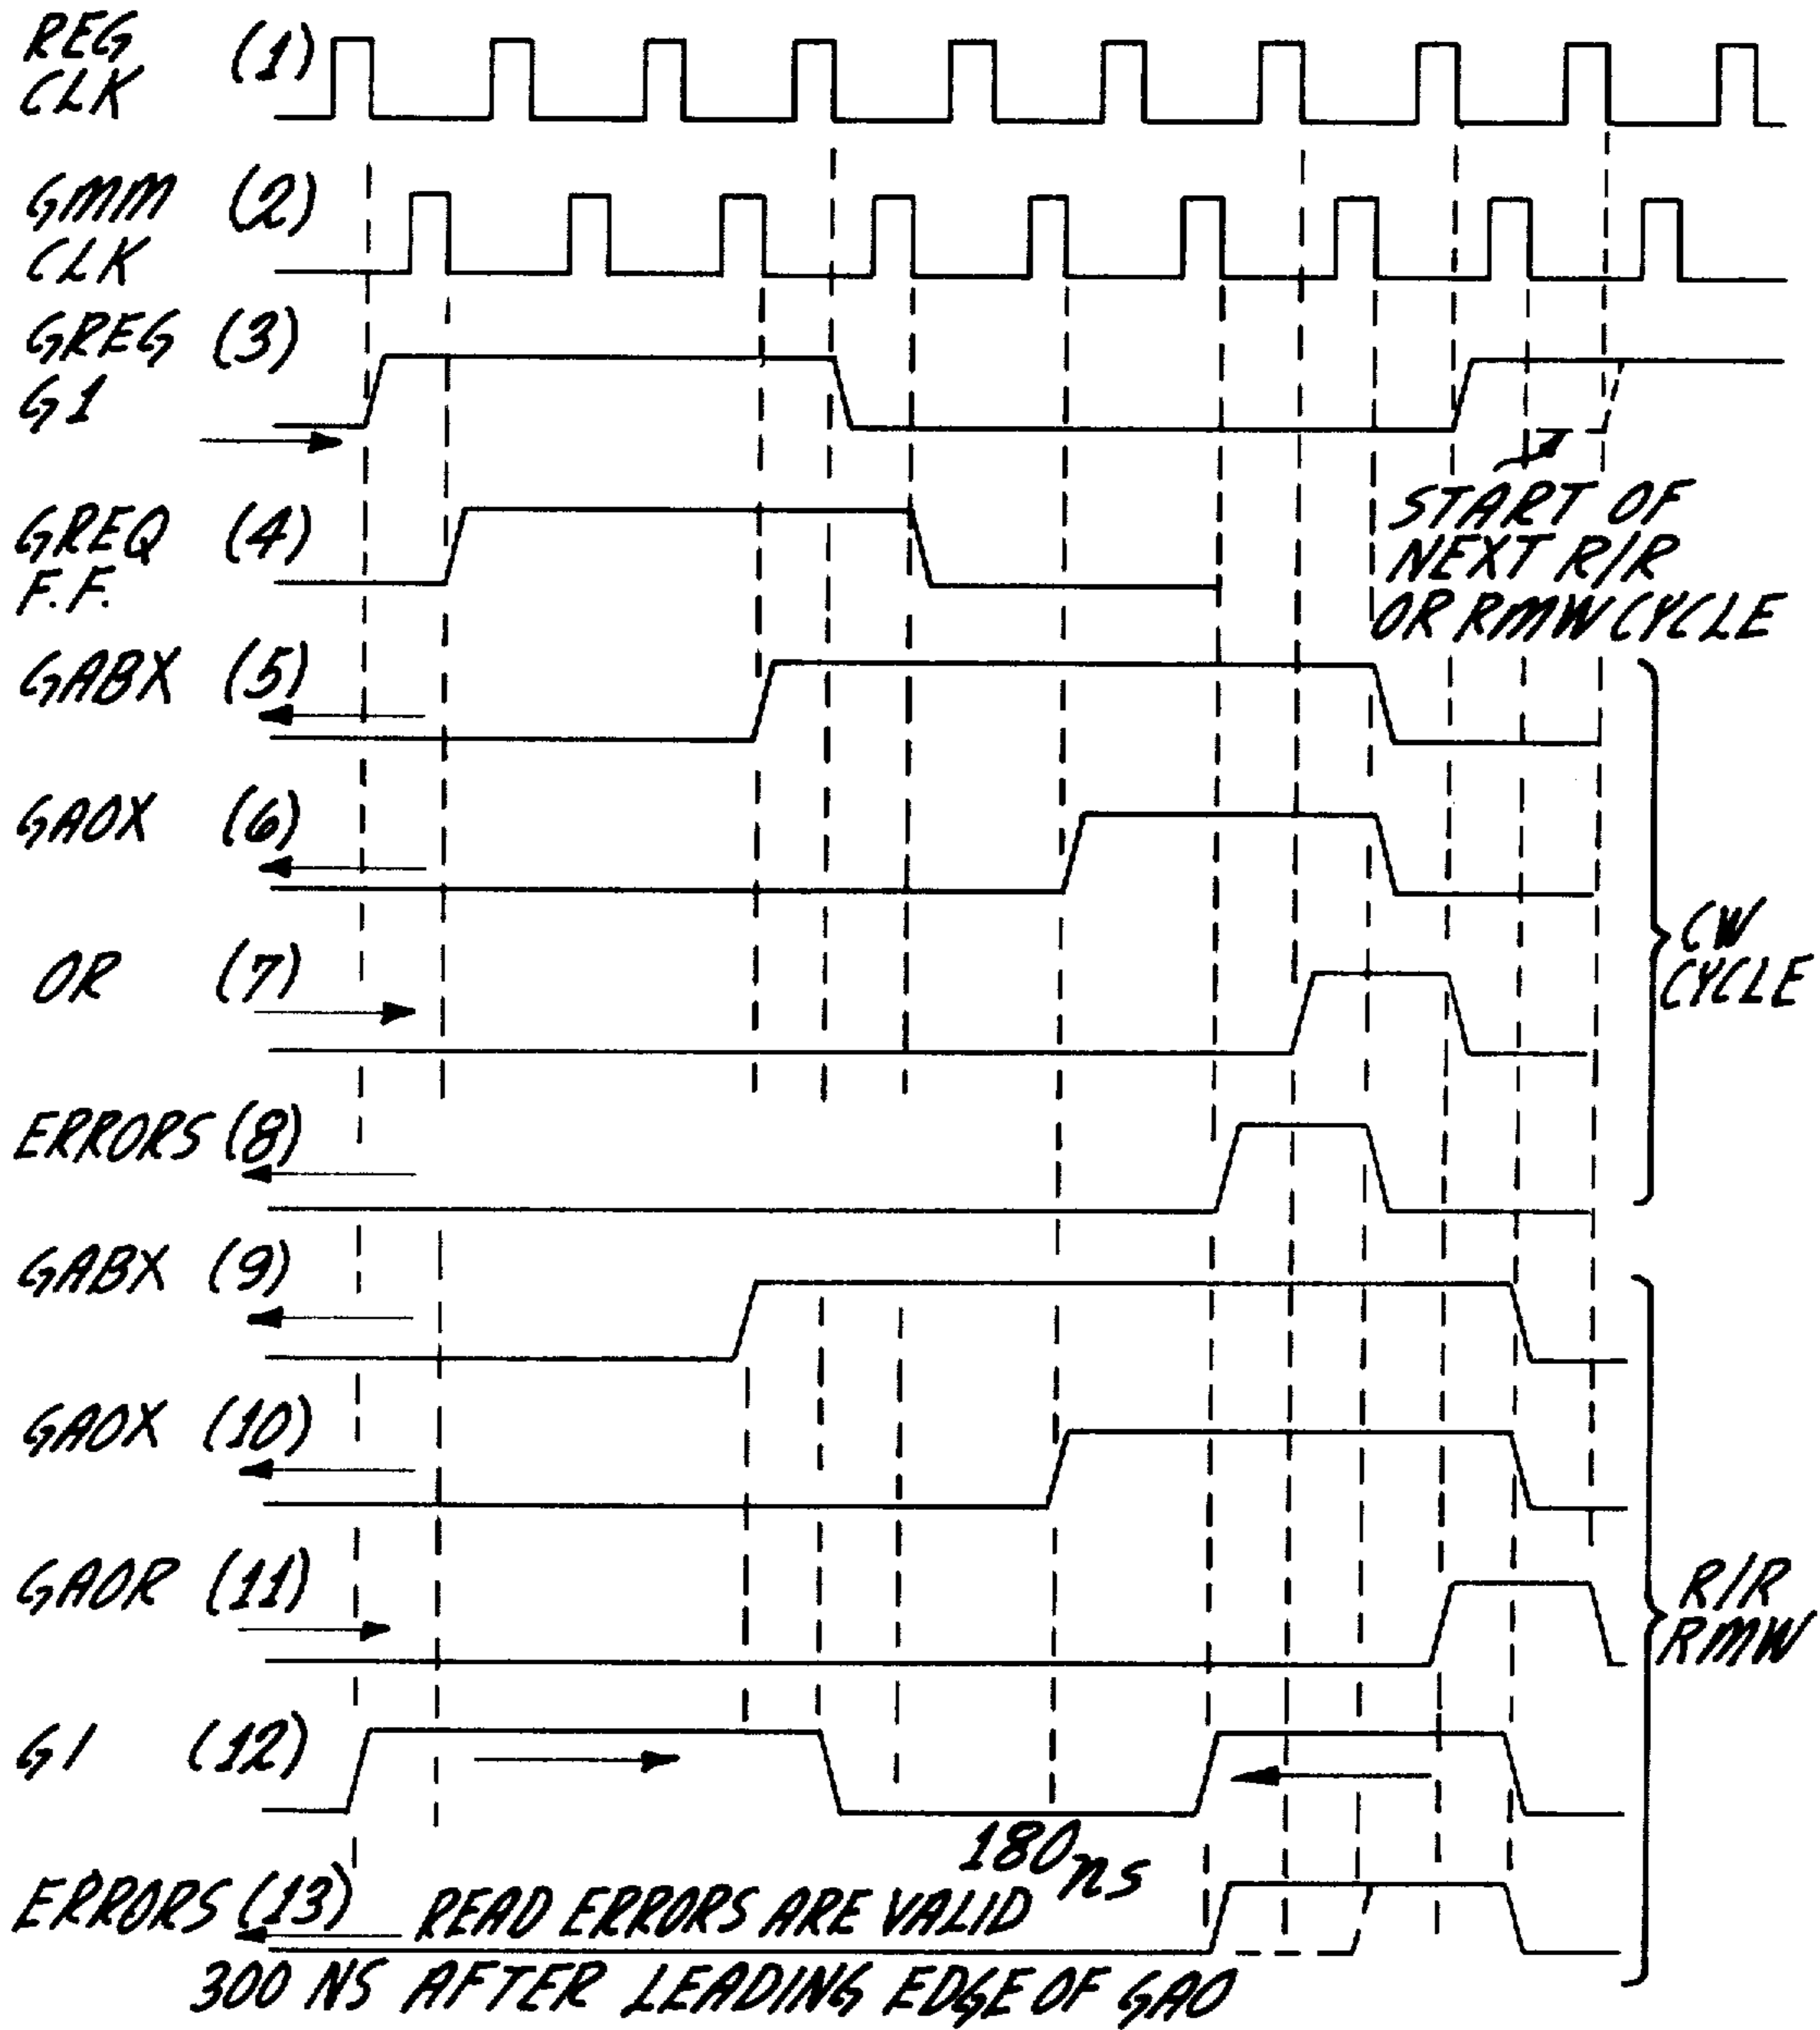 REG (1)
CLK
GMM (2)
CLK
GREG (3)
G1
START OF
NEXT R/R
OR RMW CYCLE
GREQ (4)
F.F.
GABX (5)
GAOX (6)
OR (7)
CW
CYCLE
ERRORS (8)
GABX (9)
GAOX (10)
GAOR (11)
R/R
RMW
G1 (12)
180ns
ERRORS (13) READ ERRORS ARE VALID
300 NS AFTER LEADING EDGE OF GAO